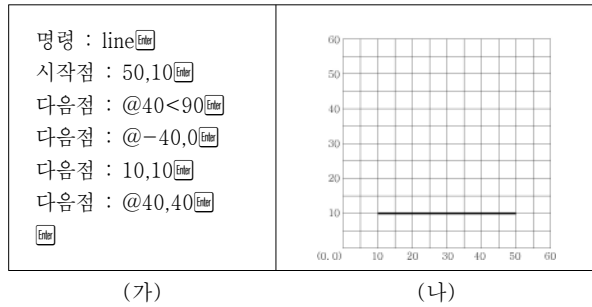 명령 : line Enter
시작점 : 50,10 Enter
다음점 : @40<90 Enter
다음점 : @-40,0 Enter
다음점 : 10,10 Enter
다음점 : @40,40 Enter
Enter
(가)
60
50
40
30
20
10
(0, 0) 10 20 30 40 50 60
(나)